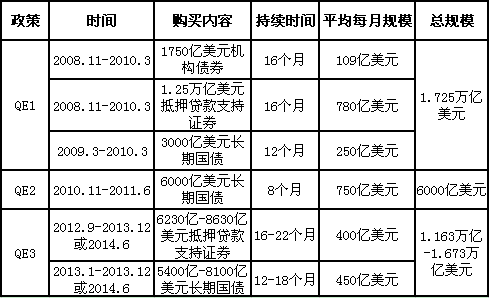 政策 时间 购买内容 持续时间 平均每月规模 总规模
QE1
2008.11-2010.3
1750亿美元机
构债券
16个月
109亿美元
2008.11-2010.3
1.25万亿美元
抵押贷款支持
证券
16个月
780亿美元
2009.3-2010.3
3000亿美元长
期国债
12个月
250亿美元
1.725万亿
美元
QE2
2010.11-2011.6
6000亿美元长
期国债
8个月
750亿美元
6000亿美元
QE3
2012.9-2013.12
或2014.6
6230亿-8630亿
美元抵押贷款
支持证券
16-22个月
400亿美元
2013.1-2013.12
或2014.6
5400亿-8100亿
美元长期国债
12-18个月
450亿美元
1.163万亿
-1.673万
亿美元